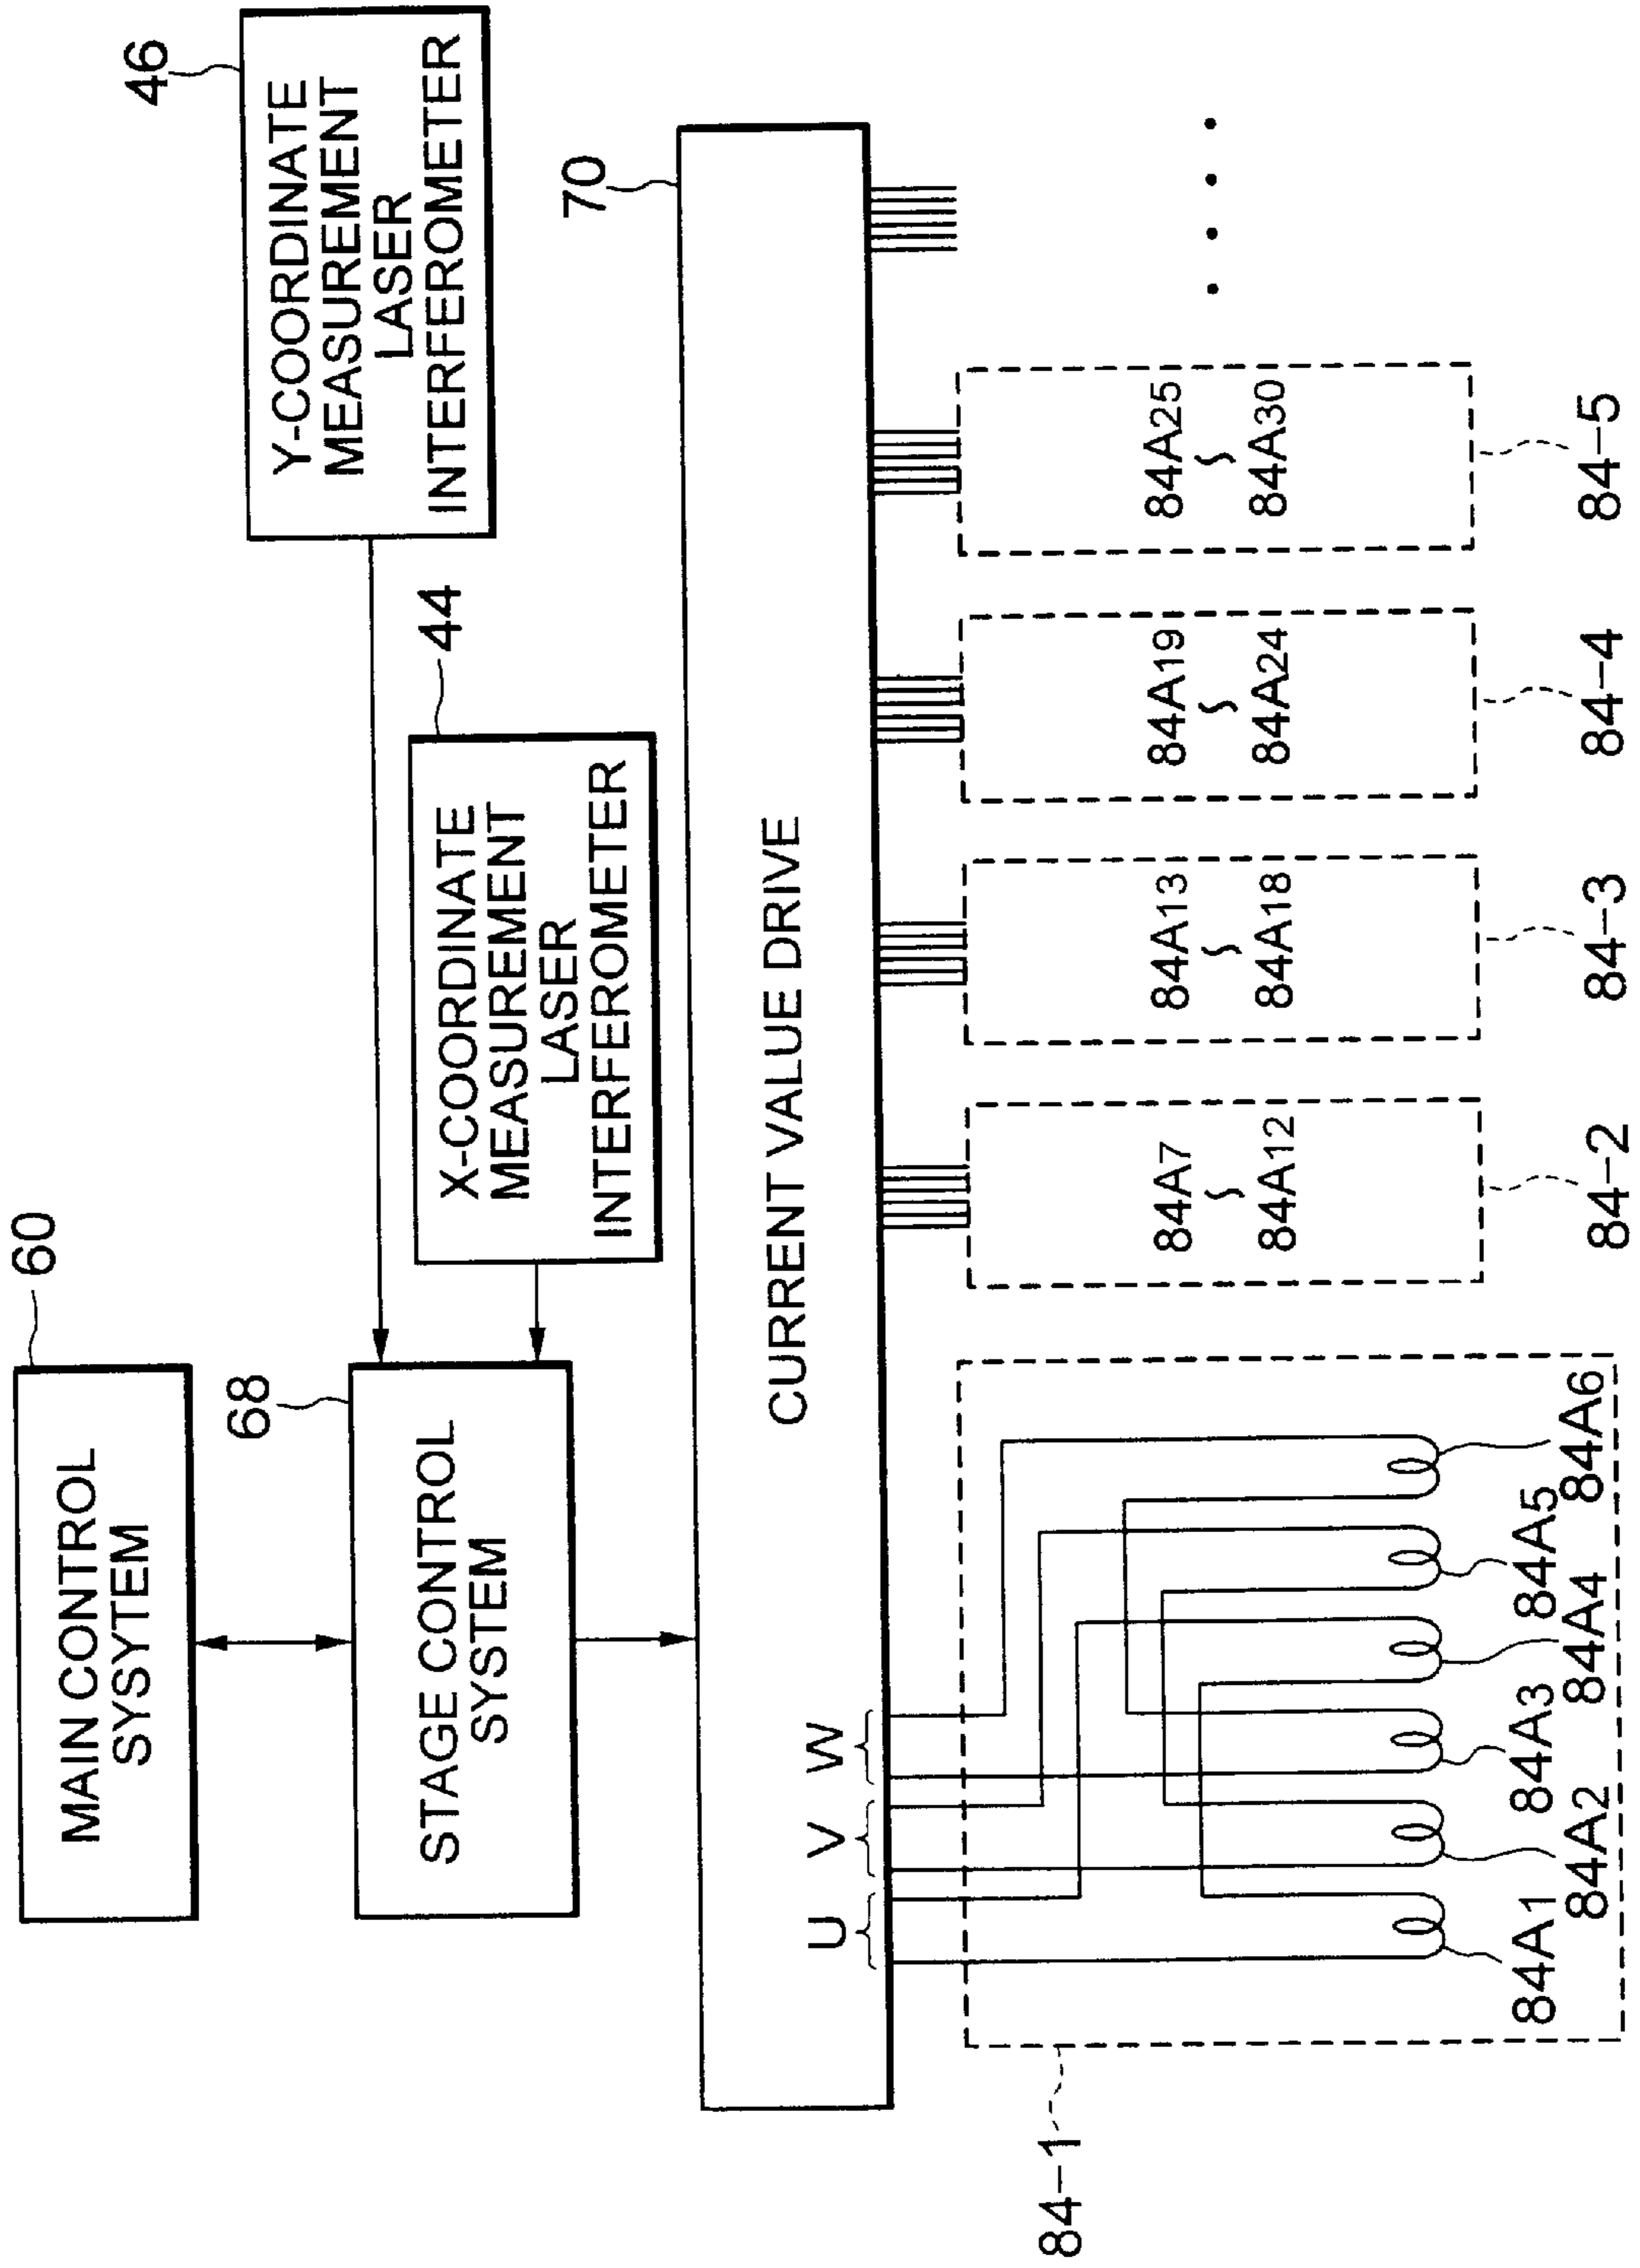 60
MAIN CONTROL
SYSYTEM
68
STAGE CONTROL
SYSTEM
46
Y-COORDINATE
MEASUREMENT
LASER
INTERFEROMETER
44
X-COORDINATE
MEASUREMENT
LASER
INTERFEROMETER
70
CURRENT VALUE DRIVE
U V W
84-1
84A1
84A2
84A3
84A4
84A5
84A6
84A7
84A12
84-2
84A13
84A18
84-3
84A19
84A24
84-4
84A25
84A30
84-5